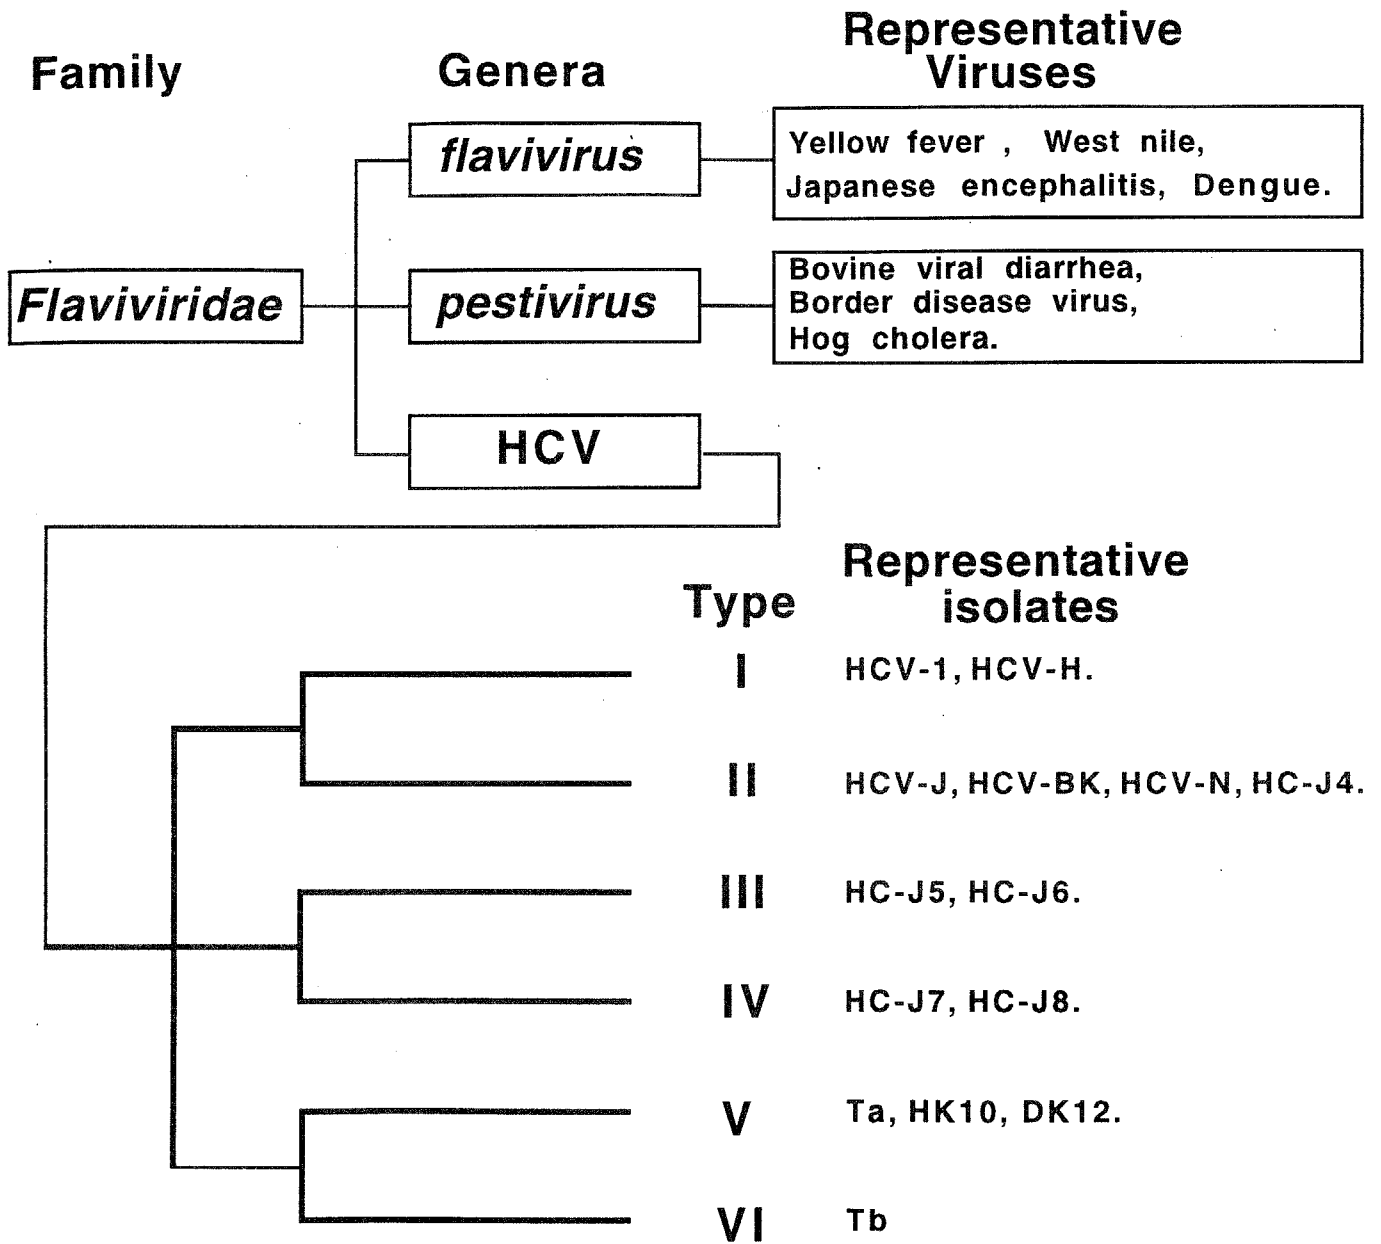 Family
Genera
Representative
Viruses
flavivirus
Yellow fever , West nile,
Japanese encephalitis, Dengue.
Flaviviridae
pestivirus
Bovine viral diarrhea,
Border disease virus,
Hog cholera.
HCV
Type
Representative
isolates
I HCV-1, HCV-H.
II HCV-J, HCV-BK, HCV-N, HC-J4.
III HC-J5, HC-J6.
IV HC-J7, HC-J8.
V Ta, HK10, DK12.
VI Tb